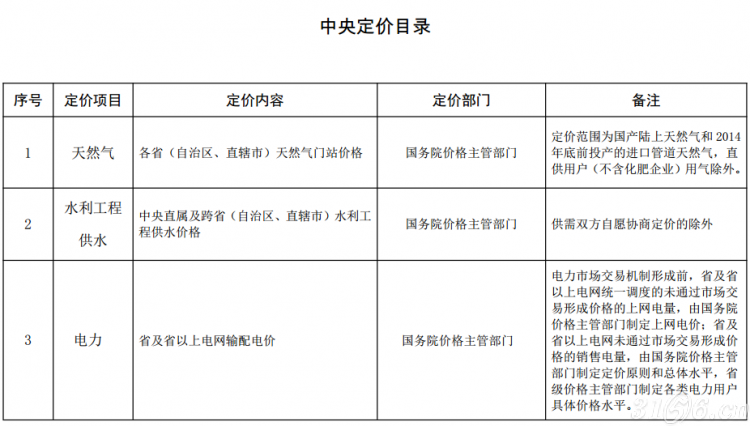 中央定价目录
序号 定价项目 定价内容 定价部门 备注
1 天然气 各省（自治区、直辖市）天然气门站价格 国务院价格主管部门
定价范围为国产陆上天然气和 2014
年底前投产的进口管道天然气，直
供用户（不含化肥企业）用气除外。
2
水利工程
供水
中央直属及跨省（自治区、直辖市）水利工
程供水价格
国务院价格主管部门
供需双方自愿协商定价的除外
3 电力 省及省以上电网输配电价 国务院价格主管部门
电力市场交易机制形成前，省及省
以上电网统一调度的未通过市场交
易形成价格的上网电量，由国务院
价格主管部门制定上网电价；省及
省以上电网未通过市场交易形成价
格的销售电量，由国务院价格主管
部门制定定价原则和总体水平，省
级价格主管部门制定各类电力用户
具体价格水平。
3156.cn